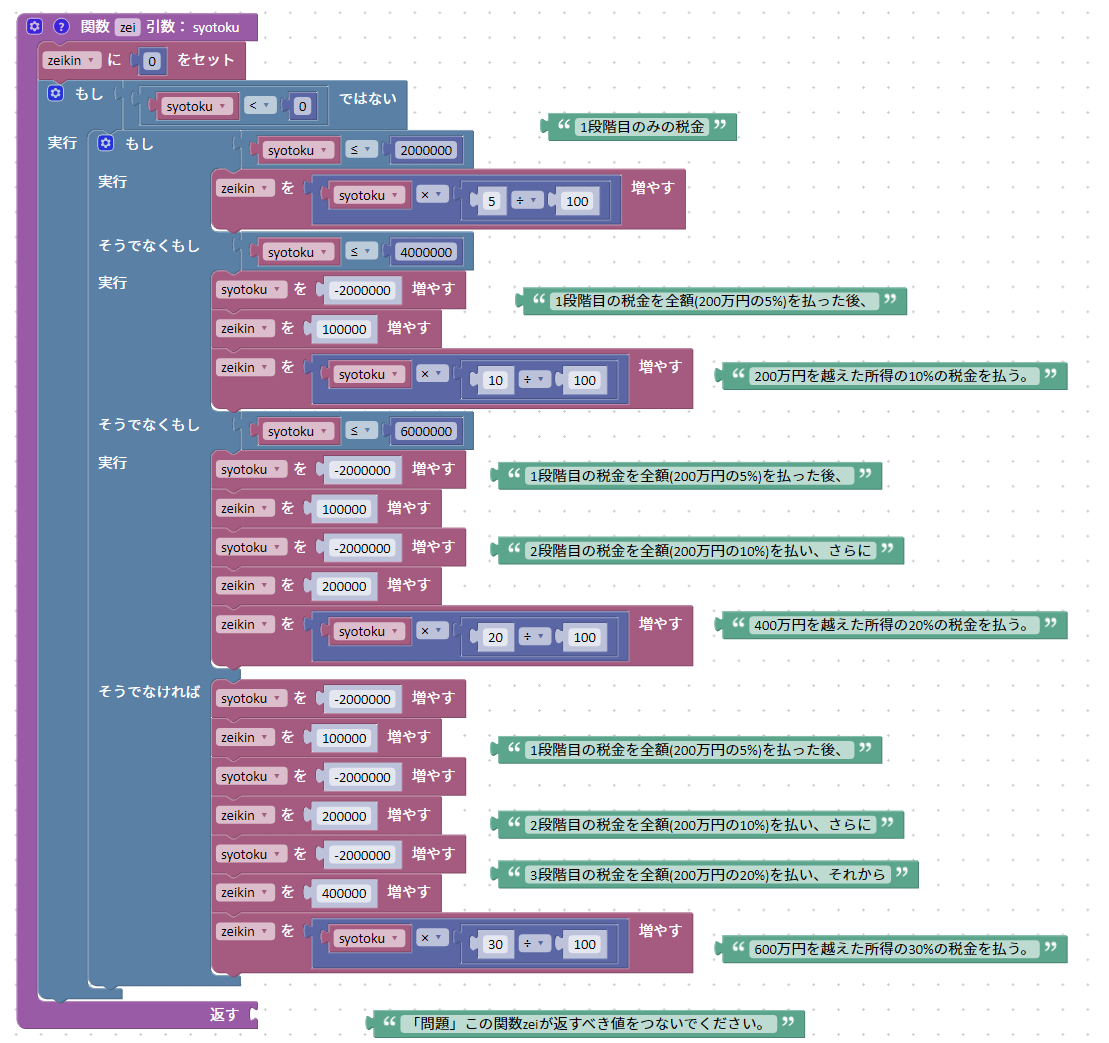 ? 関数 zei 引数： syotoku
zeikin に 0 をセット
もし syotoku < 0 ではない
“ 1段階目のみの税金 ”
実行 もし syotoku ≤ 2000000
実行 zeikin を syotoku × 5 ÷ 100 増やす
そうでなくもし syotoku ≤ 4000000
実行 syotoku を -2000000 増やす
“ 1段階目の税金を全額(200万円の5%)を払った後、 ”
zeikin を 100000 増やす
zeikin を syotoku × 10 ÷ 100 増やす
“ 200万円を越えた所得の10%の税金を払う。 ”
そうでなくもし syotoku ≤ 6000000
実行 syotoku を -2000000 増やす
“ 1段階目の税金を全額(200万円の5%)を払った後、 ”
zeikin を 100000 増やす
syotoku を -2000000 増やす
“ 2段階目の税金を全額(200万円の10%)を払い、さらに ”
zeikin を 200000 増やす
zeikin を syotoku × 20 ÷ 100 増やす
“ 400万円を越えた所得の20%の税金を払う。 ”
そうでなければ syotoku を -2000000 増やす
zeikin を 100000 増やす
“ 1段階目の税金を全額(200万円の5%)を払った後、 ”
syotoku を -2000000 増やす
zeikin を 200000 増やす
“ 2段階目の税金を全額(200万円の10%)を払い、さらに ”
syotoku を -2000000 増やす
“ 3段階目の税金を全額(200万円の20%)を払い、それから ”
zeikin を 400000 増やす
zeikin を syotoku × 30 ÷ 100 増やす
“ 600万円を越えた所得の30%の税金を払う。 ”
返す
“ 「問題」この関数zeiが返すべき値をつないでください。 ”